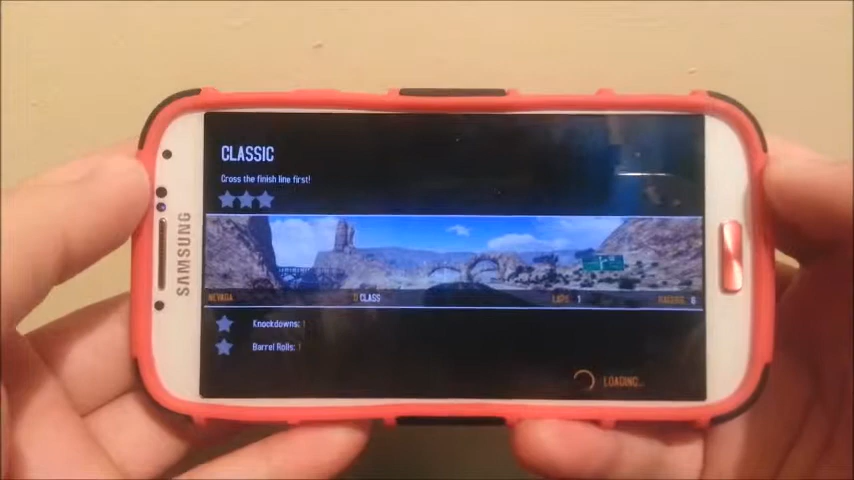 CLASSIC
Cross the finish line first!
SAMSUNG
NEVADA
D CLASS
LAPS: 1
RACERS: 6
Knockdowns: 1
Barrel Rolls: 1
LOADING...